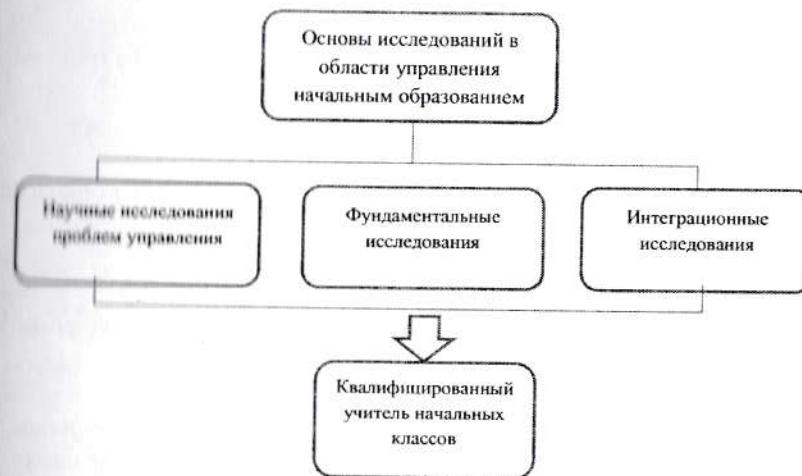 Основы исследований в
области управления
начальным образованием
Научные исследования
проблем управления
Фундаментальные
исследования
Интеграционные
исследования
Квалифицированный
учитель начальных
классов